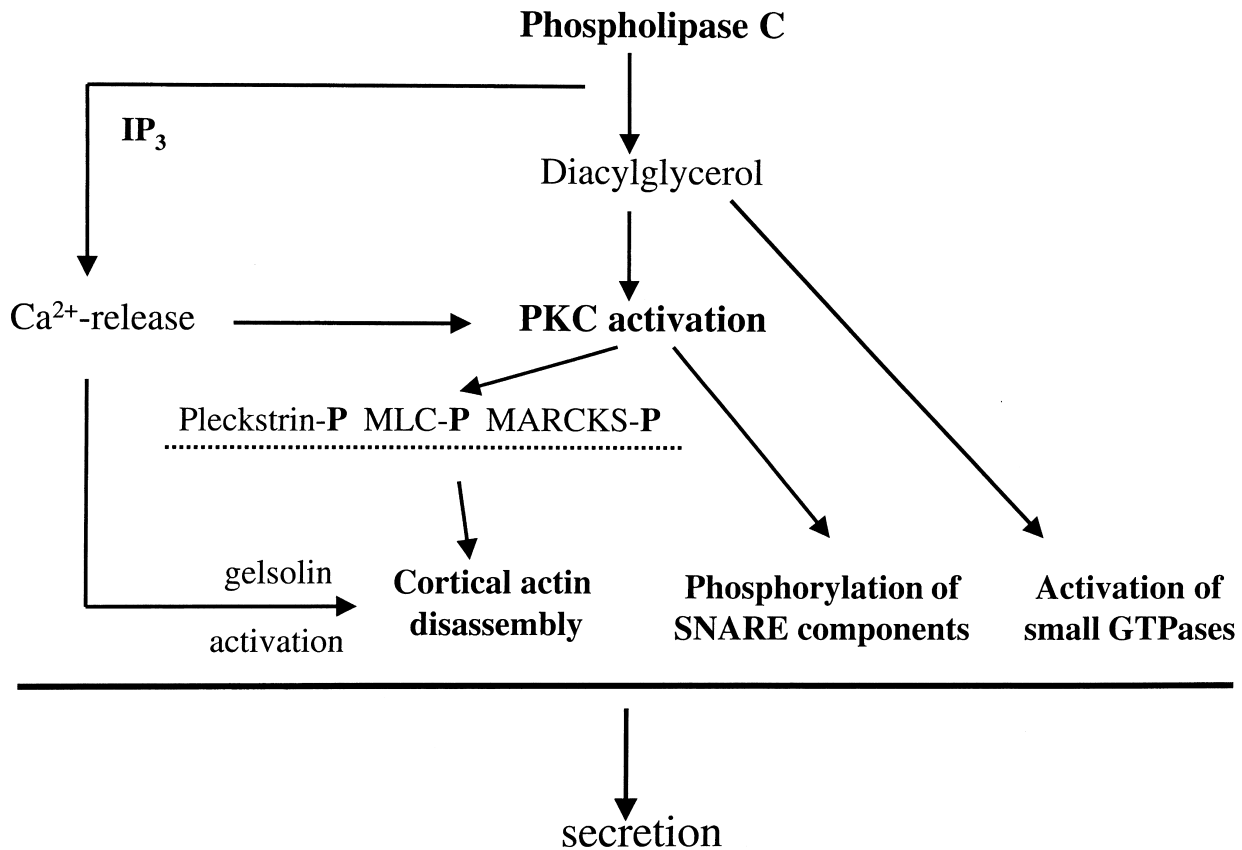 Phospholipase C
IP₃
Diacylglycerol
Ca²⁺-release
PKC activation
Pleckstrin-P MLC-P MARCKS-P
gelsolin
activation
Cortical actin
disassembly
Phosphorylation of
SNARE components
Activation of
small GTPases
secretion